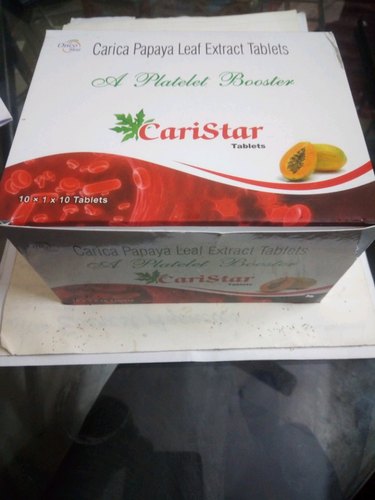 Carica Papaya Leaf Extract Tablets
A Platelet Booster
CariStar
Tablets
10 × 1 x 10 Tablets
Carica Papaya Leaf Extract Tablets
A Platelet Booster
CariStar
Tablets